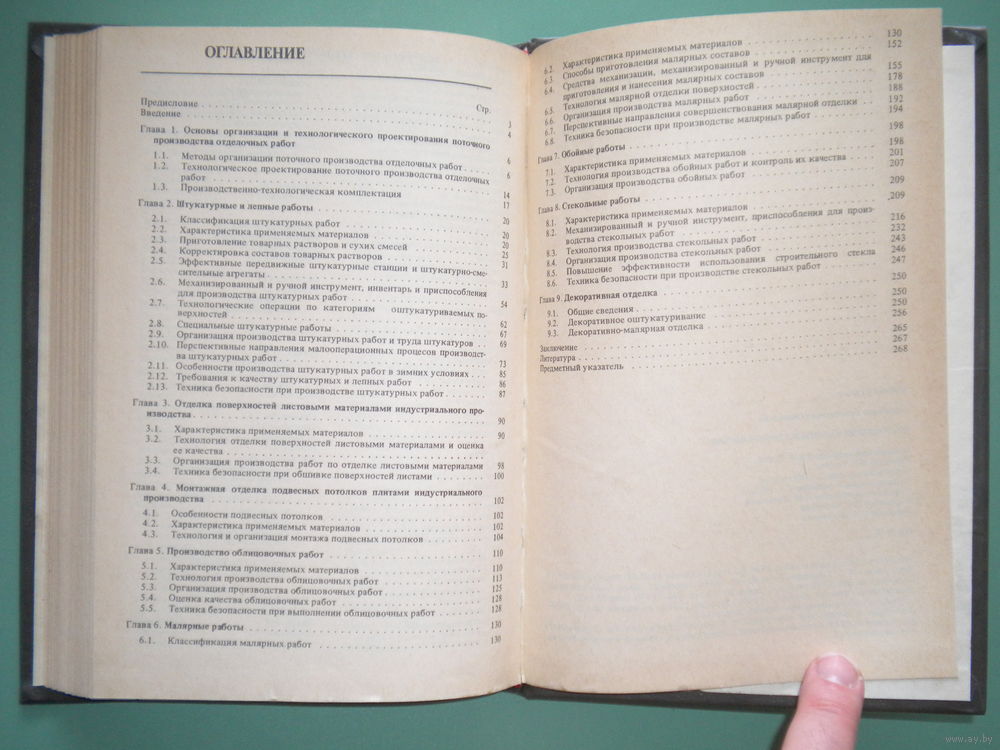 ОГЛАВЛЕНИЕ
Стр.
Предисловие 3
Введение 4
Глава 1. Основы организации и технологического проектирования поточного
производства отделочных работ 6
1.1. Методы организации поточного производства отделочных работ 6
1.2. Технологическое проектирование поточного производства отделочных
работ 14
1.3. Производственно-технологическая комплектация 17
Глава 2. Штукатурные и лепные работы 20
2.1. Классификация штукатурных работ 20
2.2. Характеристика применяемых материалов 20
2.3. Приготовление товарных растворов и сухих смесей 25
2.4. Корректировка составов товарных растворов 31
2.5. Эффективные передвижные штукатурные станции и штукатурно-сме-
сительные агрегаты 33
2.6. Механизированный и ручной инструмент, инвентарь и приспособления
для производства штукатурных работ 54
2.7. Технологические операции по категориям оштукатуриваемых по-
верхностей 62
2.8. Специальные штукатурные работы 67
2.9. Организация производства штукатурных работ и труда штукатуров 69
2.10. Перспективные направления малооперационных процесов производст-
ва штукатурных работ 73
2.11. Особенности производства штукатурных работ в зимних условиях 85
2.12. Требования к качеству штукатурных и лепных работ 86
2.13. Техника безопасности при производстве штукатурных работ 87
Глава 3. Отделка поверхностей листовыми материалами индустриального про-
изводства 90
3.1. Характеристика применяемых материалов 90
3.2. Технология отделки поверхностей листовыми материалами и оценка
ее качества
3.3. Организация производства работ по отделке листовыми материалами 98
3.4. Техника безопасности при обшивке поверхностей листами 100
Глава 4. Монтажная отделка подвесных потолков плитами индустриального
производства 102
4.1. Особенности подвесных потолков 102
4.2. Характеристика применяемых материалов 102
4.3. Технология и организация монтажа подвесных потолков 104
Глава 5. Производство облицовочных работ 110
5.1. Характеристика применяемых материалов 110
5.2. Технология производства облицовочных работ 113
5.3. Организация производства облицовочных работ 125
5.4. Оценка качества облицовочных работ 128
5.5. Техника безопасности при выполнении облицовочных работ 128
Глава 6. Малярные работы 130
6.1. Классификация малярных работ 130
6.2. Характеристика применяемых материалов 130
6.3. Способы приготовления малярных составов 152
6.4. Средства механизации, механизированный и ручной инструмент для
приготовления и нанесения малярных составов 155
6.5. Технология малярной отделки поверхностей 178
6.6. Организация производства малярных работ 188
6.7. Перспективные направления совершенствования малярной отделки 192
6.8. Техника безопасности при производстве малярных работ 194
Глава 7. Обойные работы 198
7.1. Характеристика применяемых материалов 198
7.2. Технология производства обойных работ и контроль их качества 201
7.3. Организация производства обойных работ 207
Глава 8. Стекольные работы 209
8.1. Характеристика применяемых материалов 209
8.2. Механизированный и ручной инструмент, приспособления для произ-
водства стекольных работ 216
8.3. Технология производства стекольных работ 232
8.4. Организация производства стекольных работ 243
8.5. Повышение эффективности использования строительного стекла 246
8.6. Техника безопасности при производстве стекольных работ 247
Глава 9. Декоративная отделка 250
9.1. Общие сведения 250
9.2. Декоративное оштукатуривание 250
9.3. Декоративно-малярная отделка 256
Заключение 265
Литература 267
Предметный указатель 268
www.ay.by